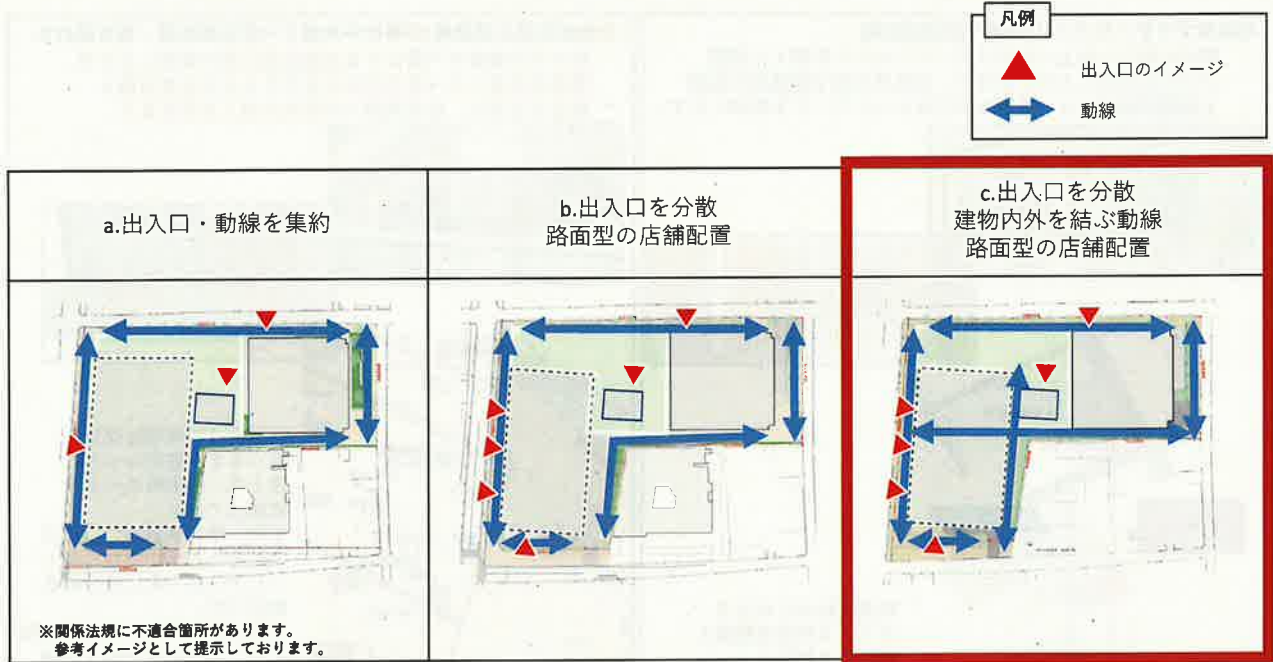 凡例
出入口のイメージ
動線
a.出入口・動線を集約
b.出入口を分散
路面型の店舗配置
c.出入口を分散
建物内外を結ぶ動線
路面型の店舗配置
※関係法規に不適合箇所があります。
参考イメージとして提示しております。